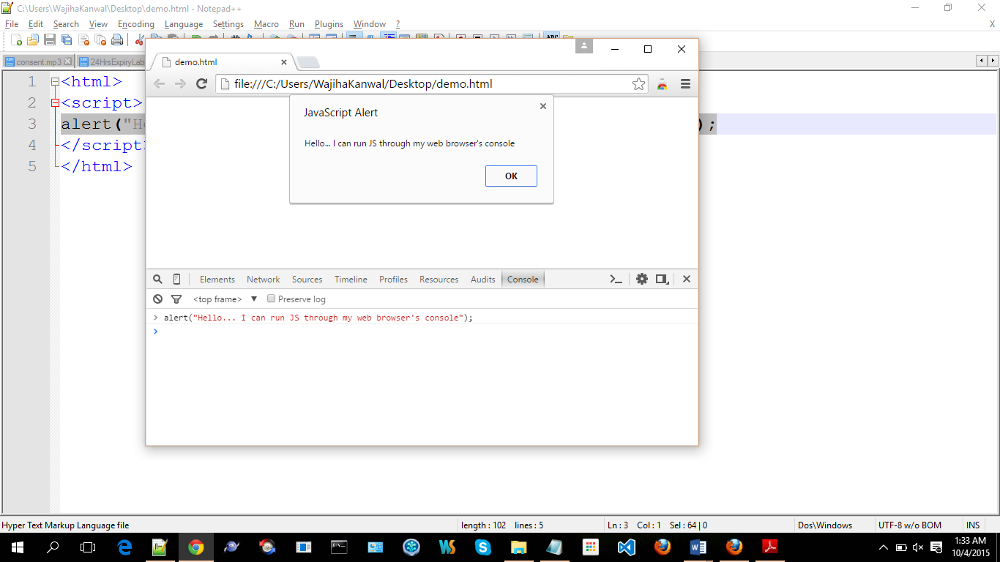 C:\Users\WajihaKanwal\Desktop\demo.html - Notepad++
File Edit Search View Encoding Language Settings Macro Run Plugins Window ? X
consent.mp3 24HrsExpiryLab
demo.html
file:///C:/Users/WajihaKanwal/Desktop/demo.html
1 <html>
2 <script>
3 alert("He );
4 </script
5 </html>
JavaScript Alert
Hello... I can run JS through my web browser's console
OK
Elements Network Sources Timeline Profiles Resources Audits Console
<top frame> ▼ Preserve log
> alert("Hello... I can run JS through my web browser's console");
>
Hyper Text Markup Language file length : 102 lines : 5 Ln : 3 Col : 1 Sel : 64 | 0 Dos\Windows UTF-8 w/o BOM INS
1:33 AM
10/4/2015